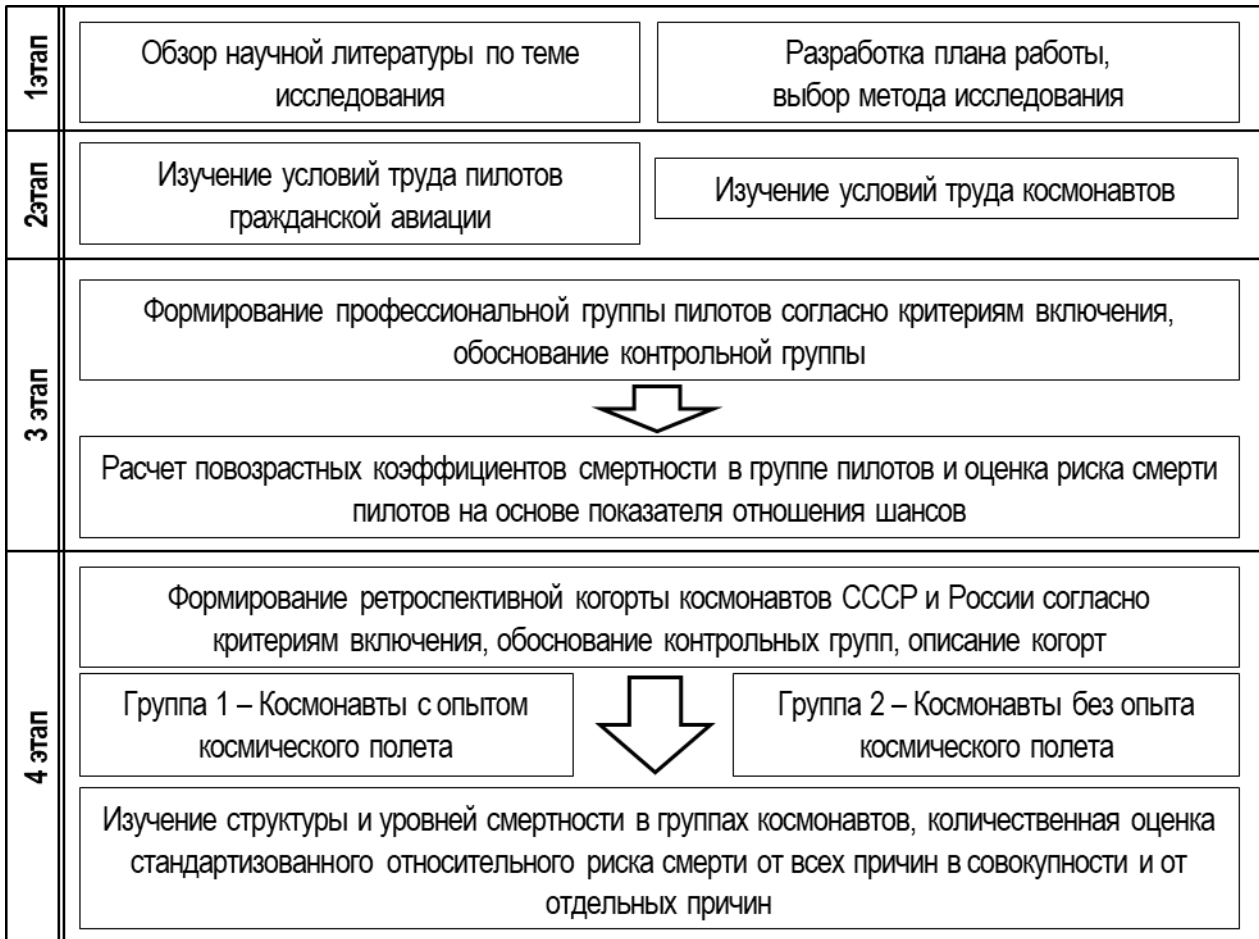 1этап
Обзор научной литературы по теме
исследования
Разработка плана работы,
выбор метода исследования
2этап
Изучение условий труда пилотов
гражданской авиации
Изучение условий труда космонавтов
3 этап
Формирование профессиональной группы пилотов согласно критериям включения,
обоснование контрольной группы
Расчет повозрастных коэффициентов смертности в группе пилотов и оценка риска смерти
пилотов на основе показателя отношения шансов
4 этап
Формирование ретроспективной когорты космонавтов СССР и России согласно
критериям включения, обоснование контрольных групп, описание когорт
Группа 1 – Космонавты с опытом
космического полета
Группа 2 – Космонавты без опыта
космического полета
Изучение структуры и уровней смертности в группах космонавтов, количественная оценка
стандартизованного относительного риска смерти от всех причин в совокупности и от
отдельных причин